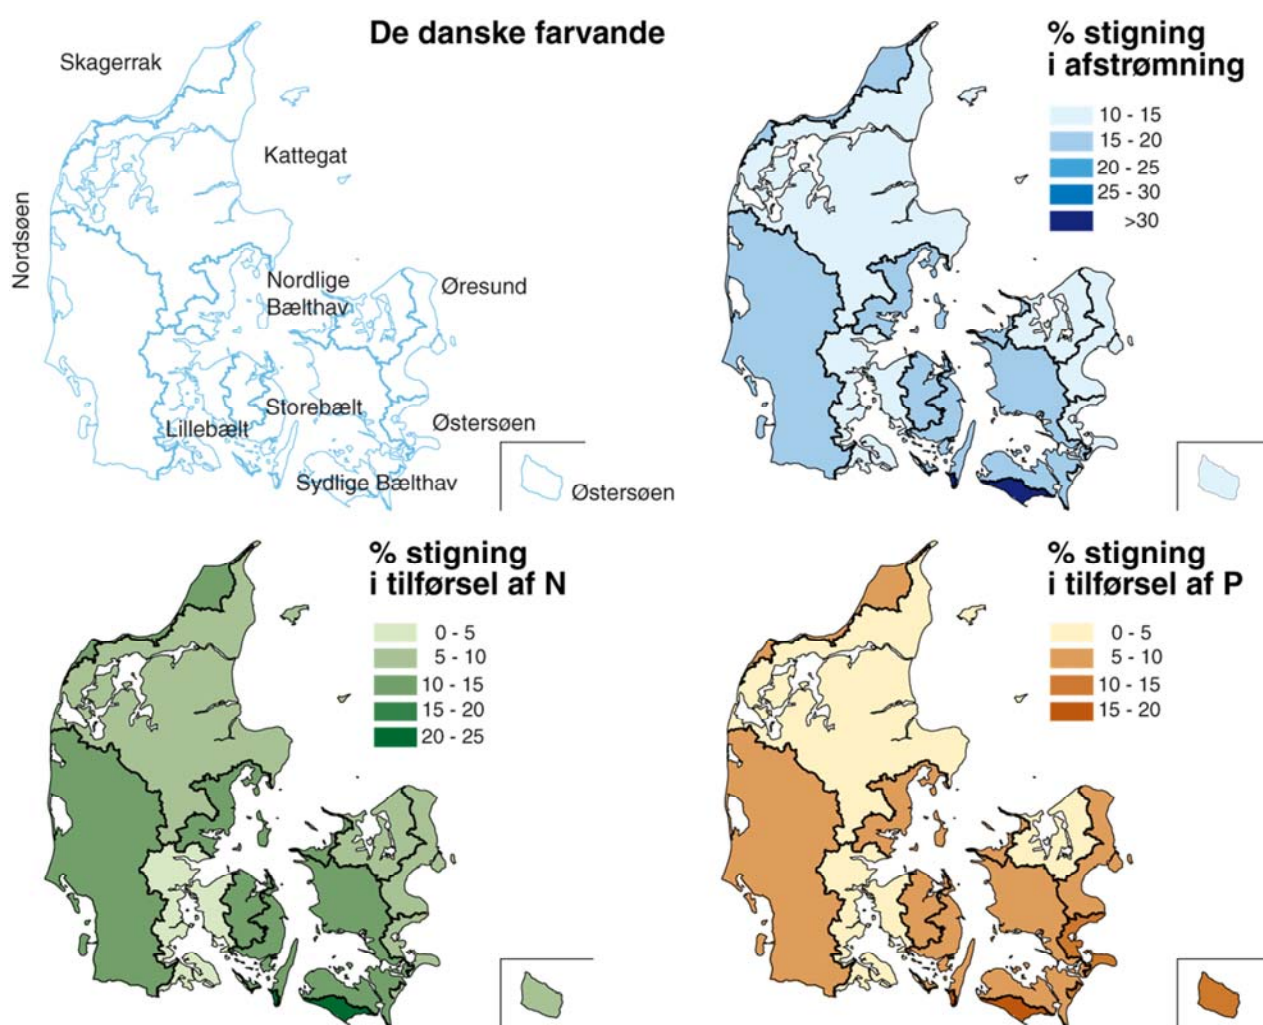 De danske farvande
Skagerrak
Kattegat
Nordsøen
Nordlige
Bælthav
Øresund
Storebælt
Lillebælt
Østersøen
Sydlige Bælthav
Østersøen
% stigning
i afstrømning
10 - 15
15 - 20
20 - 25
25 - 30
>30
% stigning
i tilførsel af N
0 - 5
5 - 10
10 - 15
15 - 20
20 - 25
% stigning
i tilførsel af P
0 - 5
5 - 10
10 - 15
15 - 20